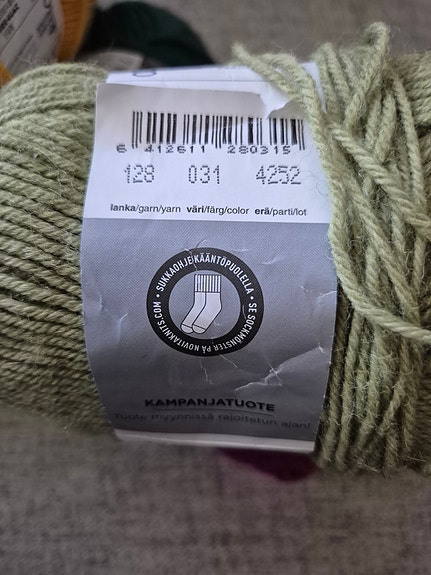 6 412611 280315
128 031 4252
lanka/garn/yarn väri/färg/color erä/parti/lot
• SUKKAOHJE KÄÄNTÖPUOLELLA •
SE SOCKMÖNSTER PÅ NOVITAKNITS.COM
KAMPANJATUOTE
Tuote myynnissä rajoitetun ajan!